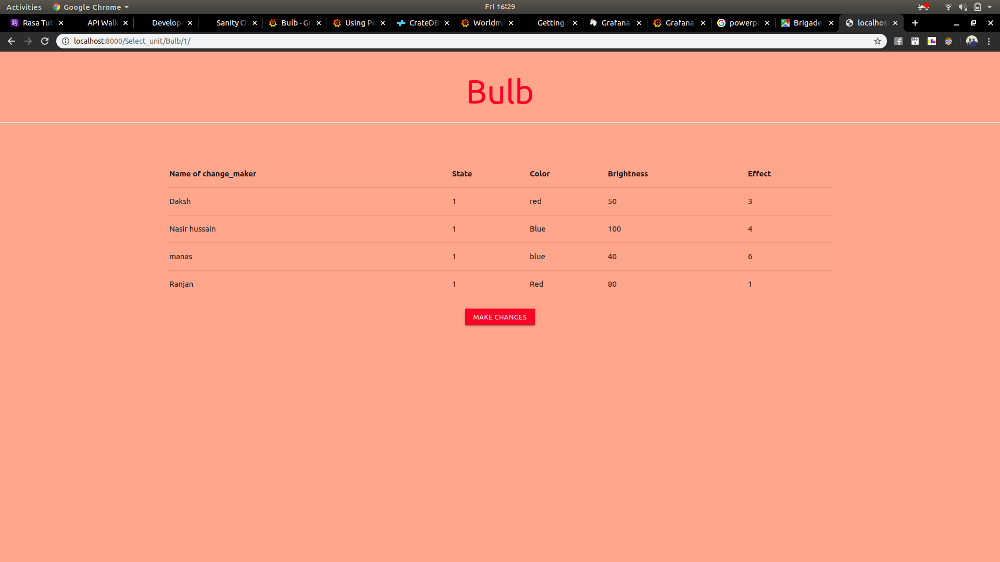 Activities Google Chrome Fri 16:29
Rasa Tut API Walk Develop Sanity C Bulb - Gr Using Po CrateDB Worldm Getting Grafana Grafana powerp Brigade localhos
localhost:8000/Select_unit/Bulb/1/
Bulb
Name of change_maker State Color Brightness Effect
Daksh 1 red 50 3
Nasir hussain 1 Blue 100 4
manas 1 blue 40 6
Ranjan 1 Red 80 1
MAKE CHANGES